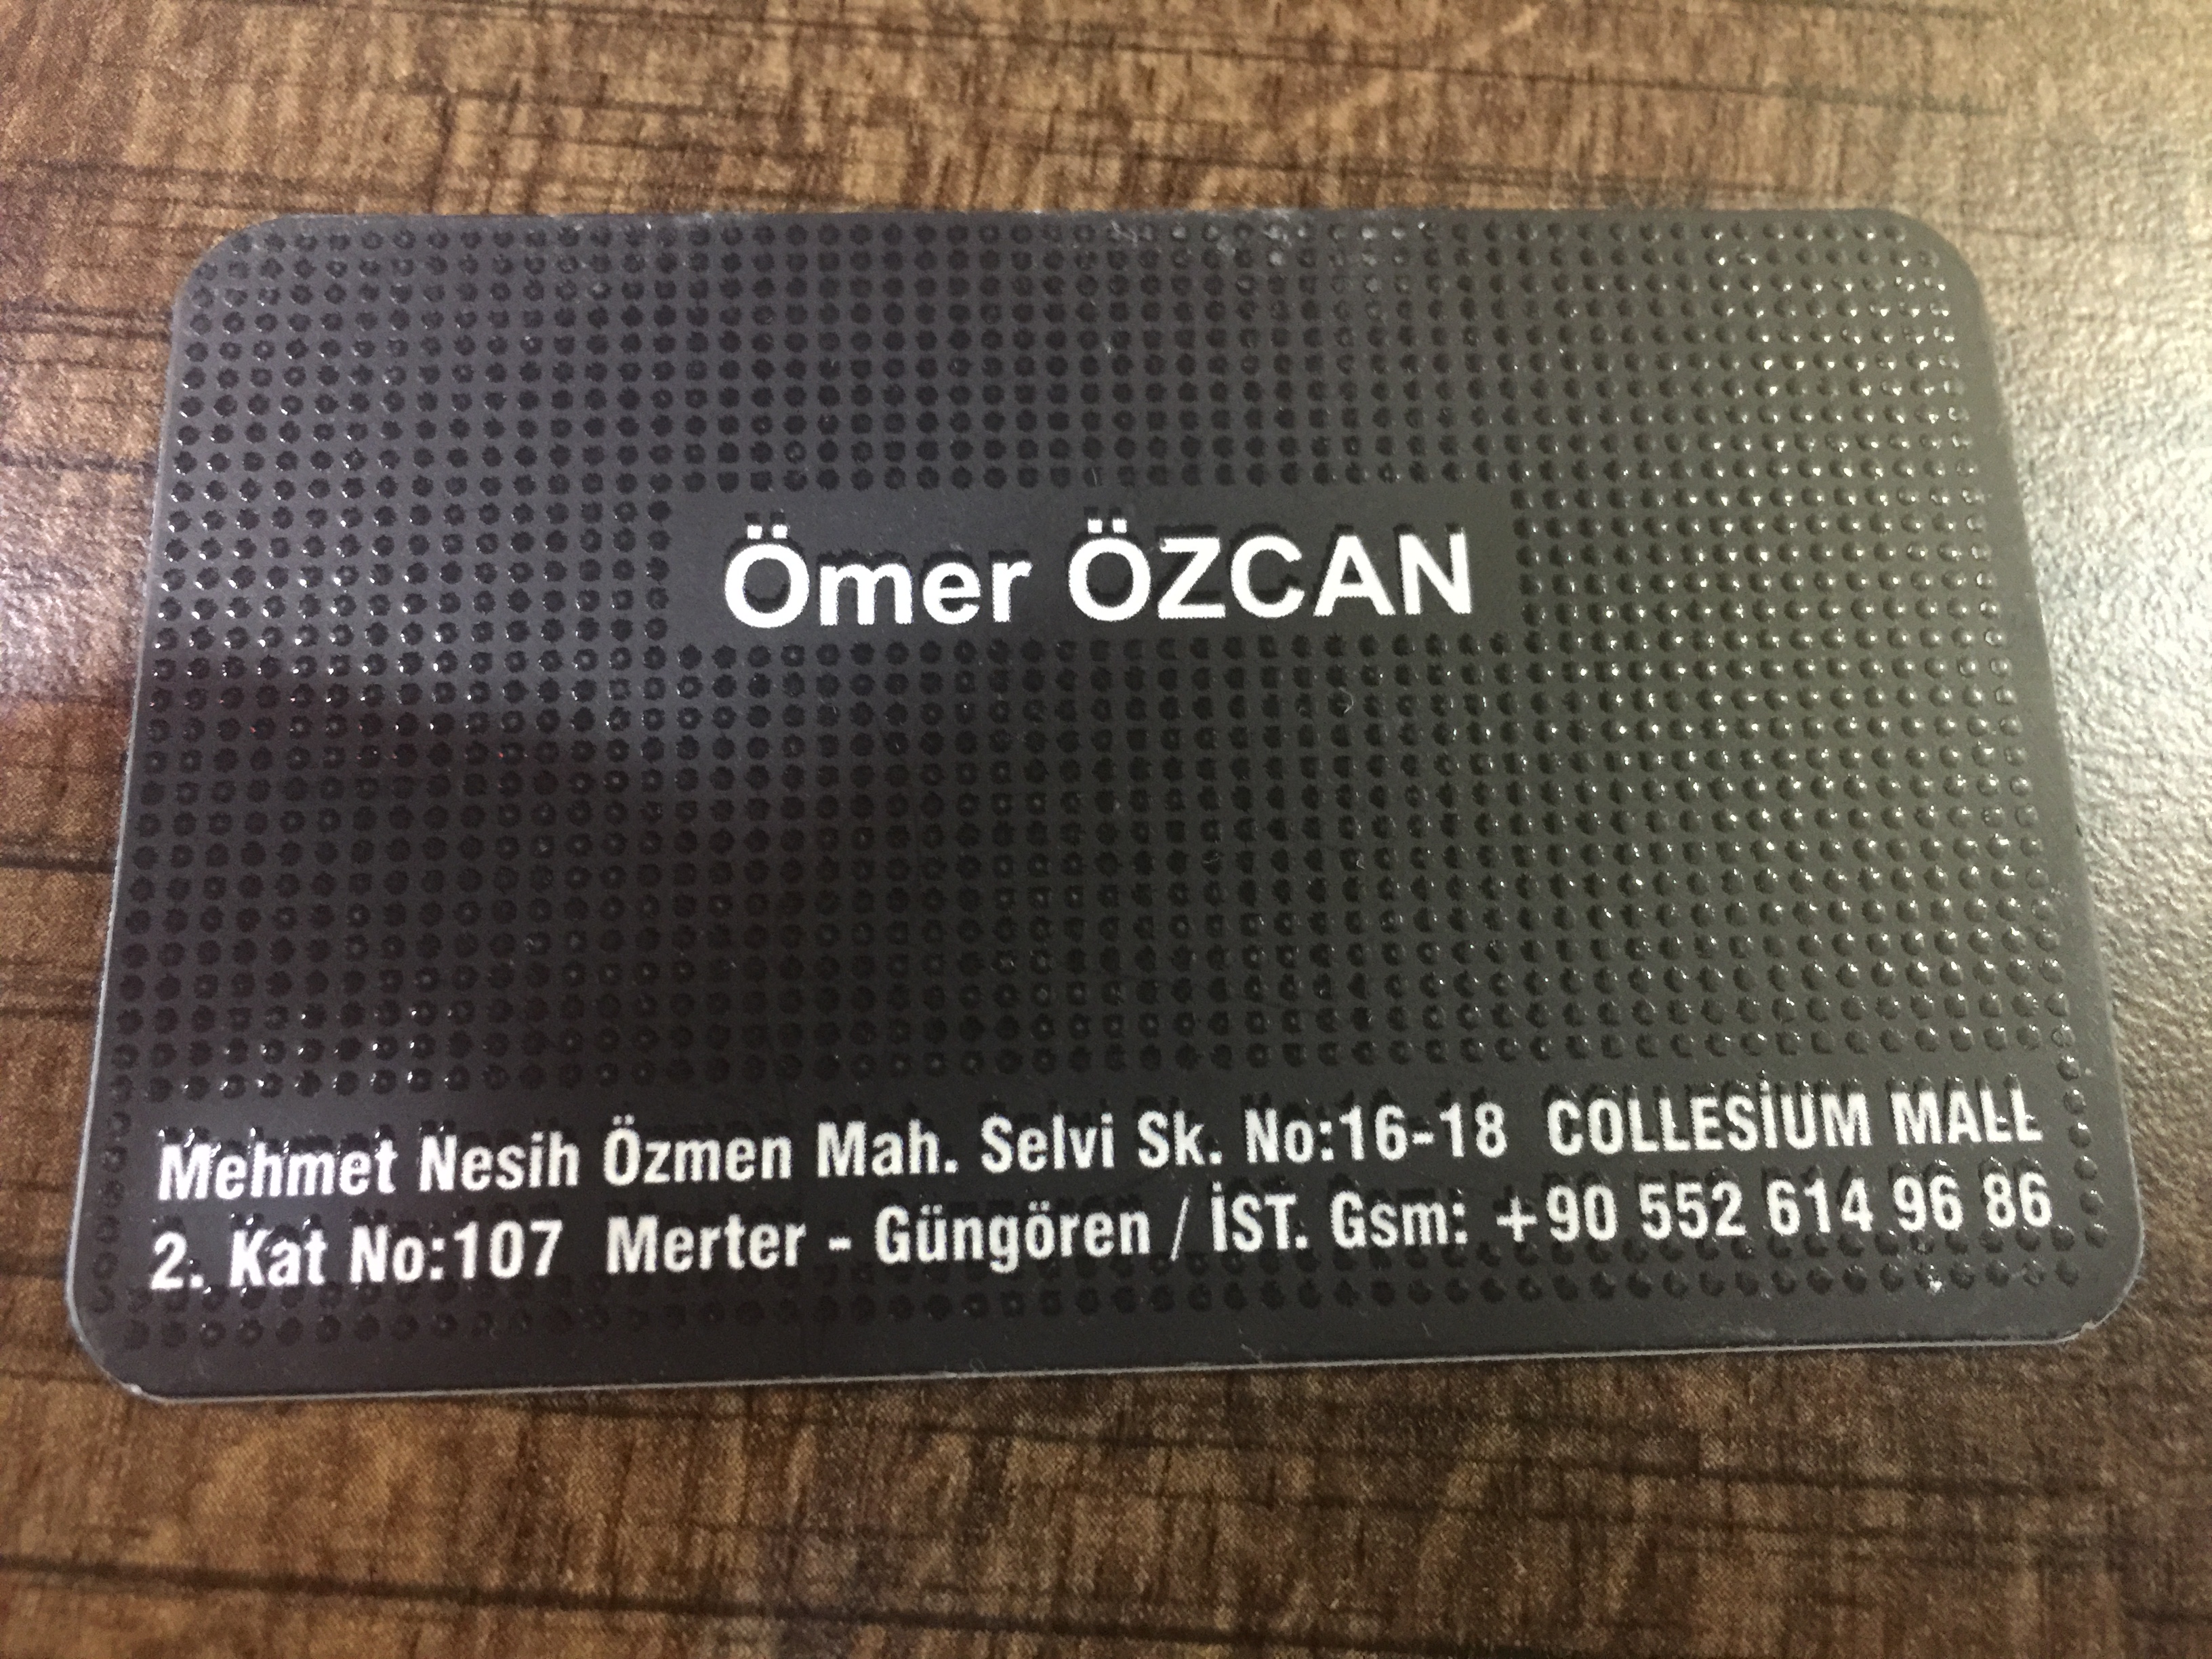 Ömer ÖZCAN
Mehmet Nesih Özmen Mah. Selvi Sk. No:16-18 COLLESiUM MALL
2. Kat No:107 Merter - Güngören / İST. Gsm: +90 552 614 96 86